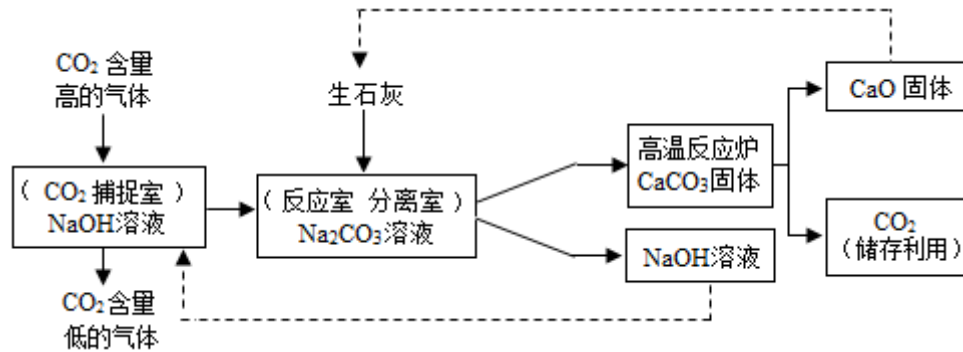 CO₂ 含量
高的气体
(CO₂ 捕捉室)
NaOH溶液
CO₂ 含量
低的气体
生石灰
(反应室 分离室)
Na₂CO₃溶液
高温反应炉
CaCO₃固体
NaOH溶液
CaO 固体
CO₂
(储存利用)